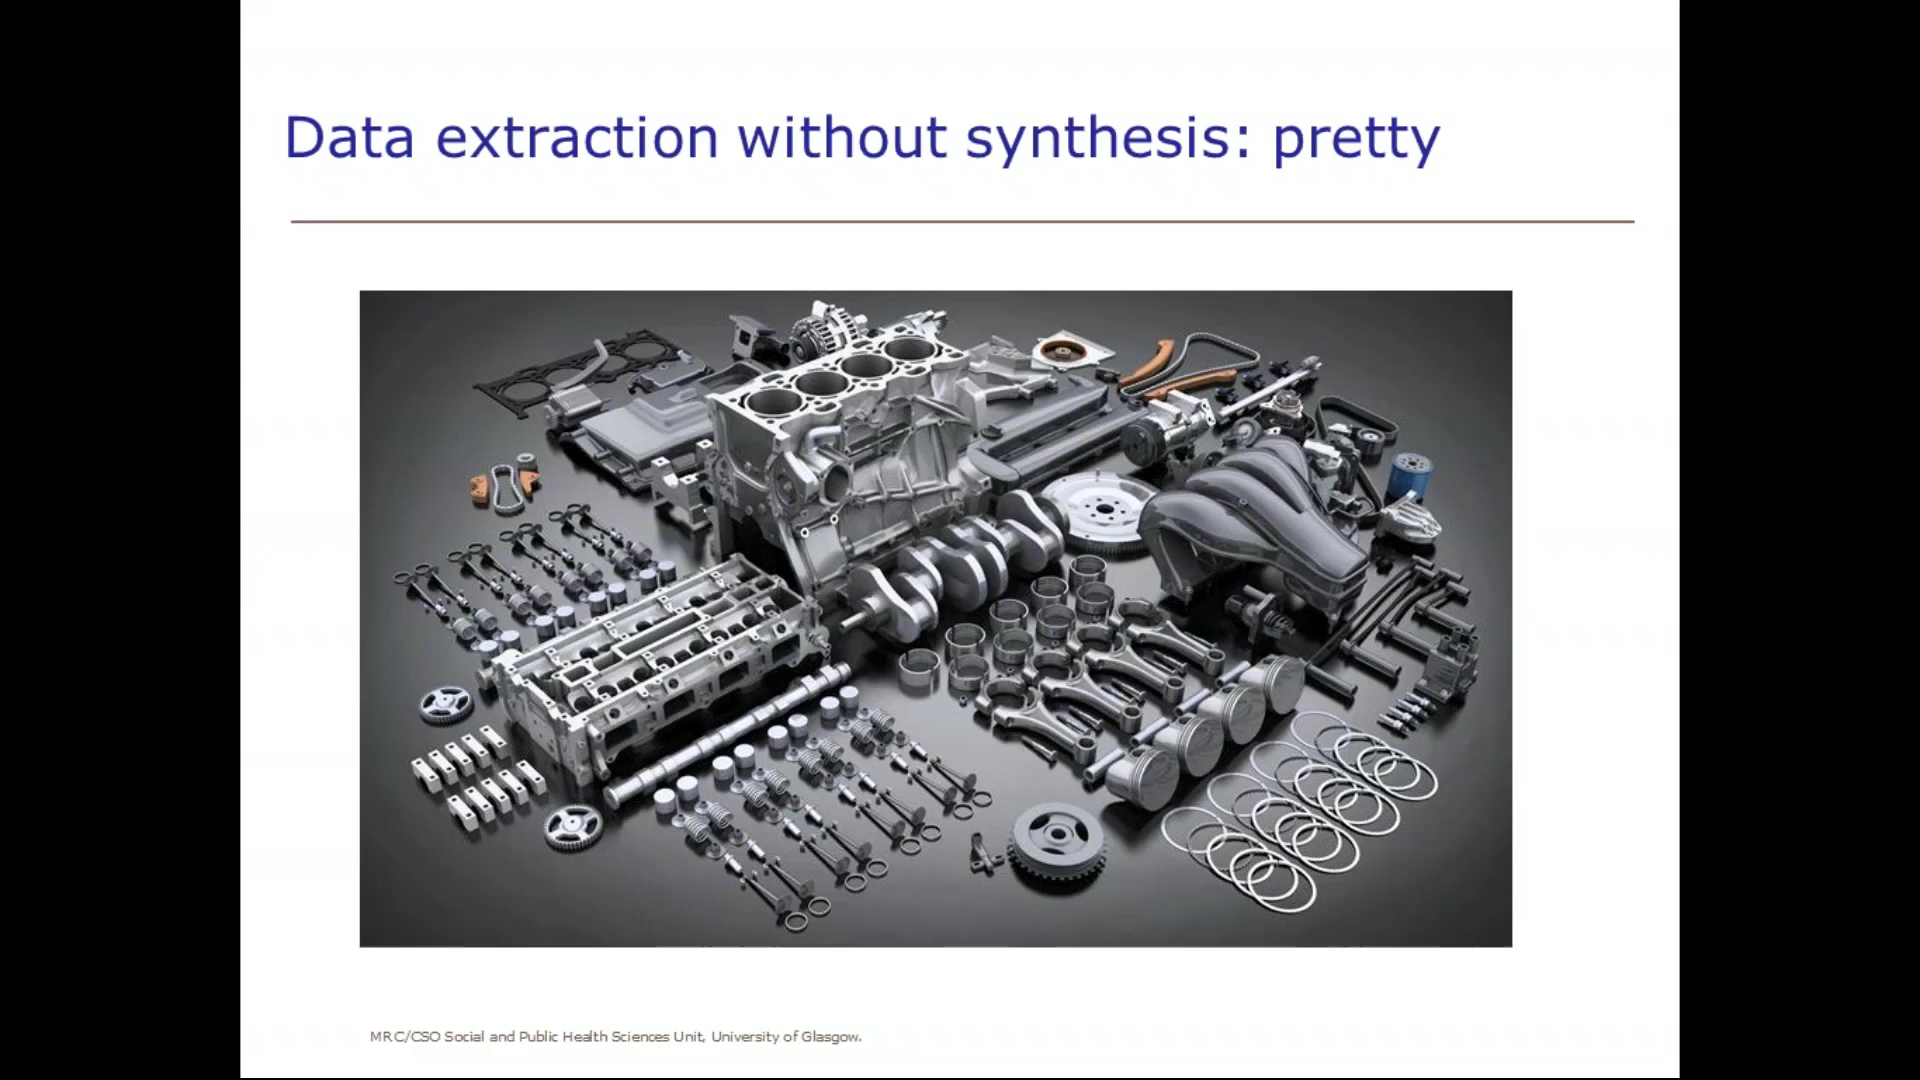 Data extraction without synthesis: pretty
MRC/CSO Social and Public Health Sciences Unit, University of Glasgow.